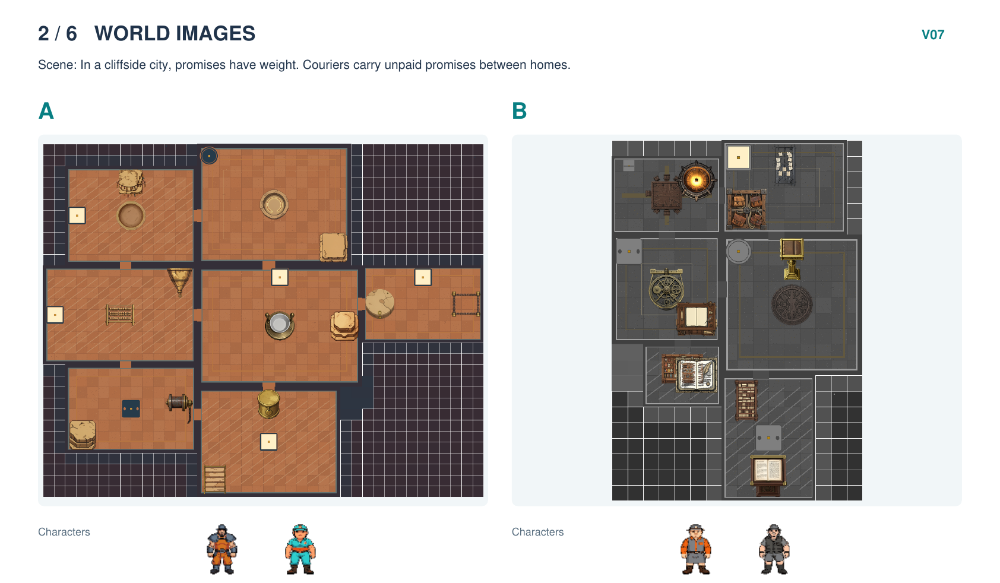 2 / 6 WORLD IMAGES
V07
Scene: In a cliffside city, promises have weight. Couriers carry unpaid promises between homes.
A
B
Characters
Characters